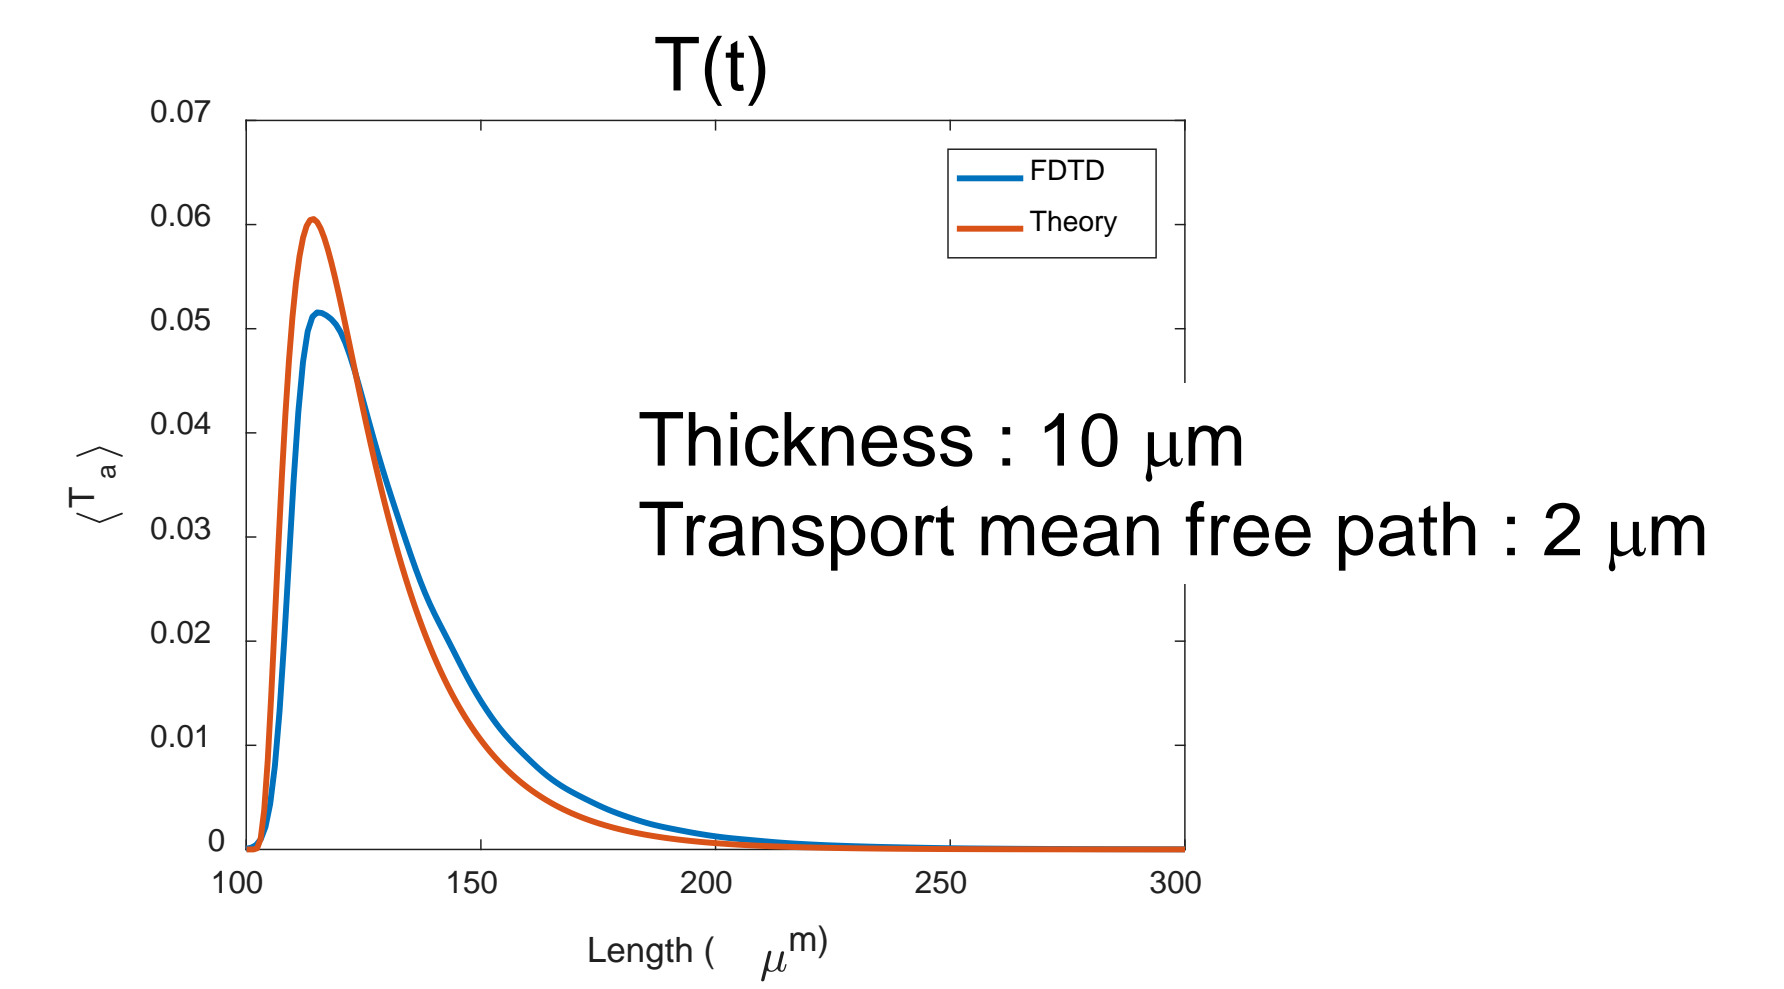 T(t)
0.07
0.06
0.05
0.04
0.03
0.02
0.01
0
⟨T a⟩
FDTD
Theory
Thickness : 10 μm
Transport mean free path : 2 μm
100 150 200 250 300
Length ( μm)